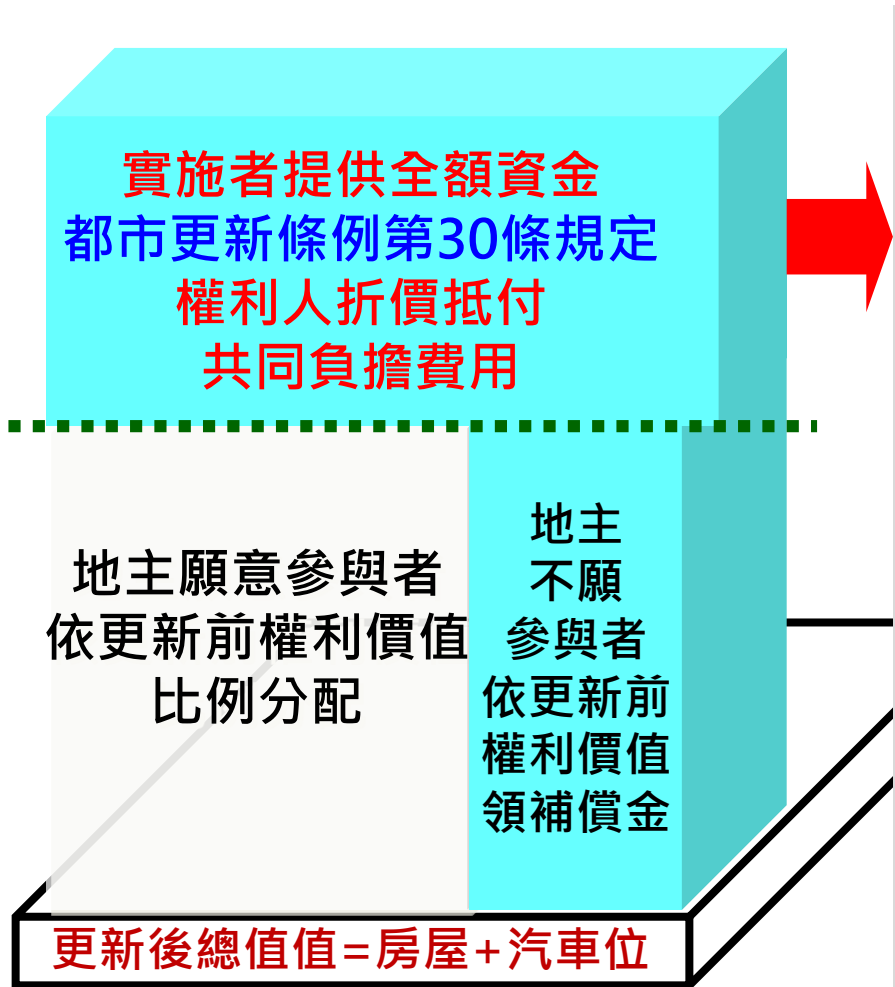 實施者提供全額資金
都市更新條例第30條規定
權利人折價抵付
共同負擔費用
地主願意參與者
依更新前權利價值
比例分配
地主
不願
參與者
依更新前
權利價值
領補償金
更新後總值值=房屋+汽車位